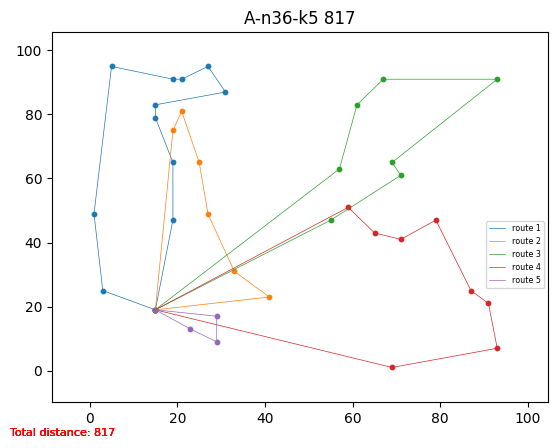 A-n36-k5 817
100
80
60
40
20
0
route 1
route 2
route 3
route 4
route 5
0 20 40 60 80 100
Total distance: 817